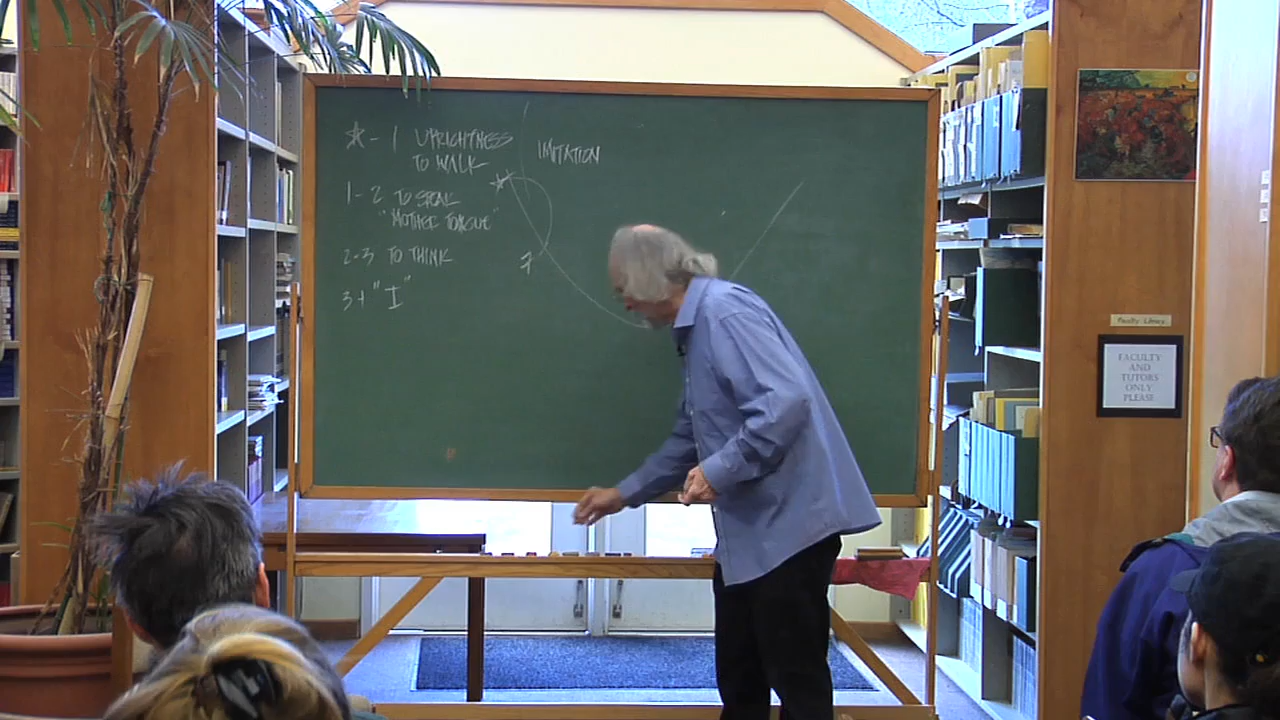 ☆ - 1 UPRIGHTNESS
TO WALK
IMITATION
1 - 2 TO SPEAK
"MOTHER TONGUE"
2-3 TO THINK
3+ "I"
7
Faculty Library
FACULTY
AND
TUTORS
ONLY
PLEASE